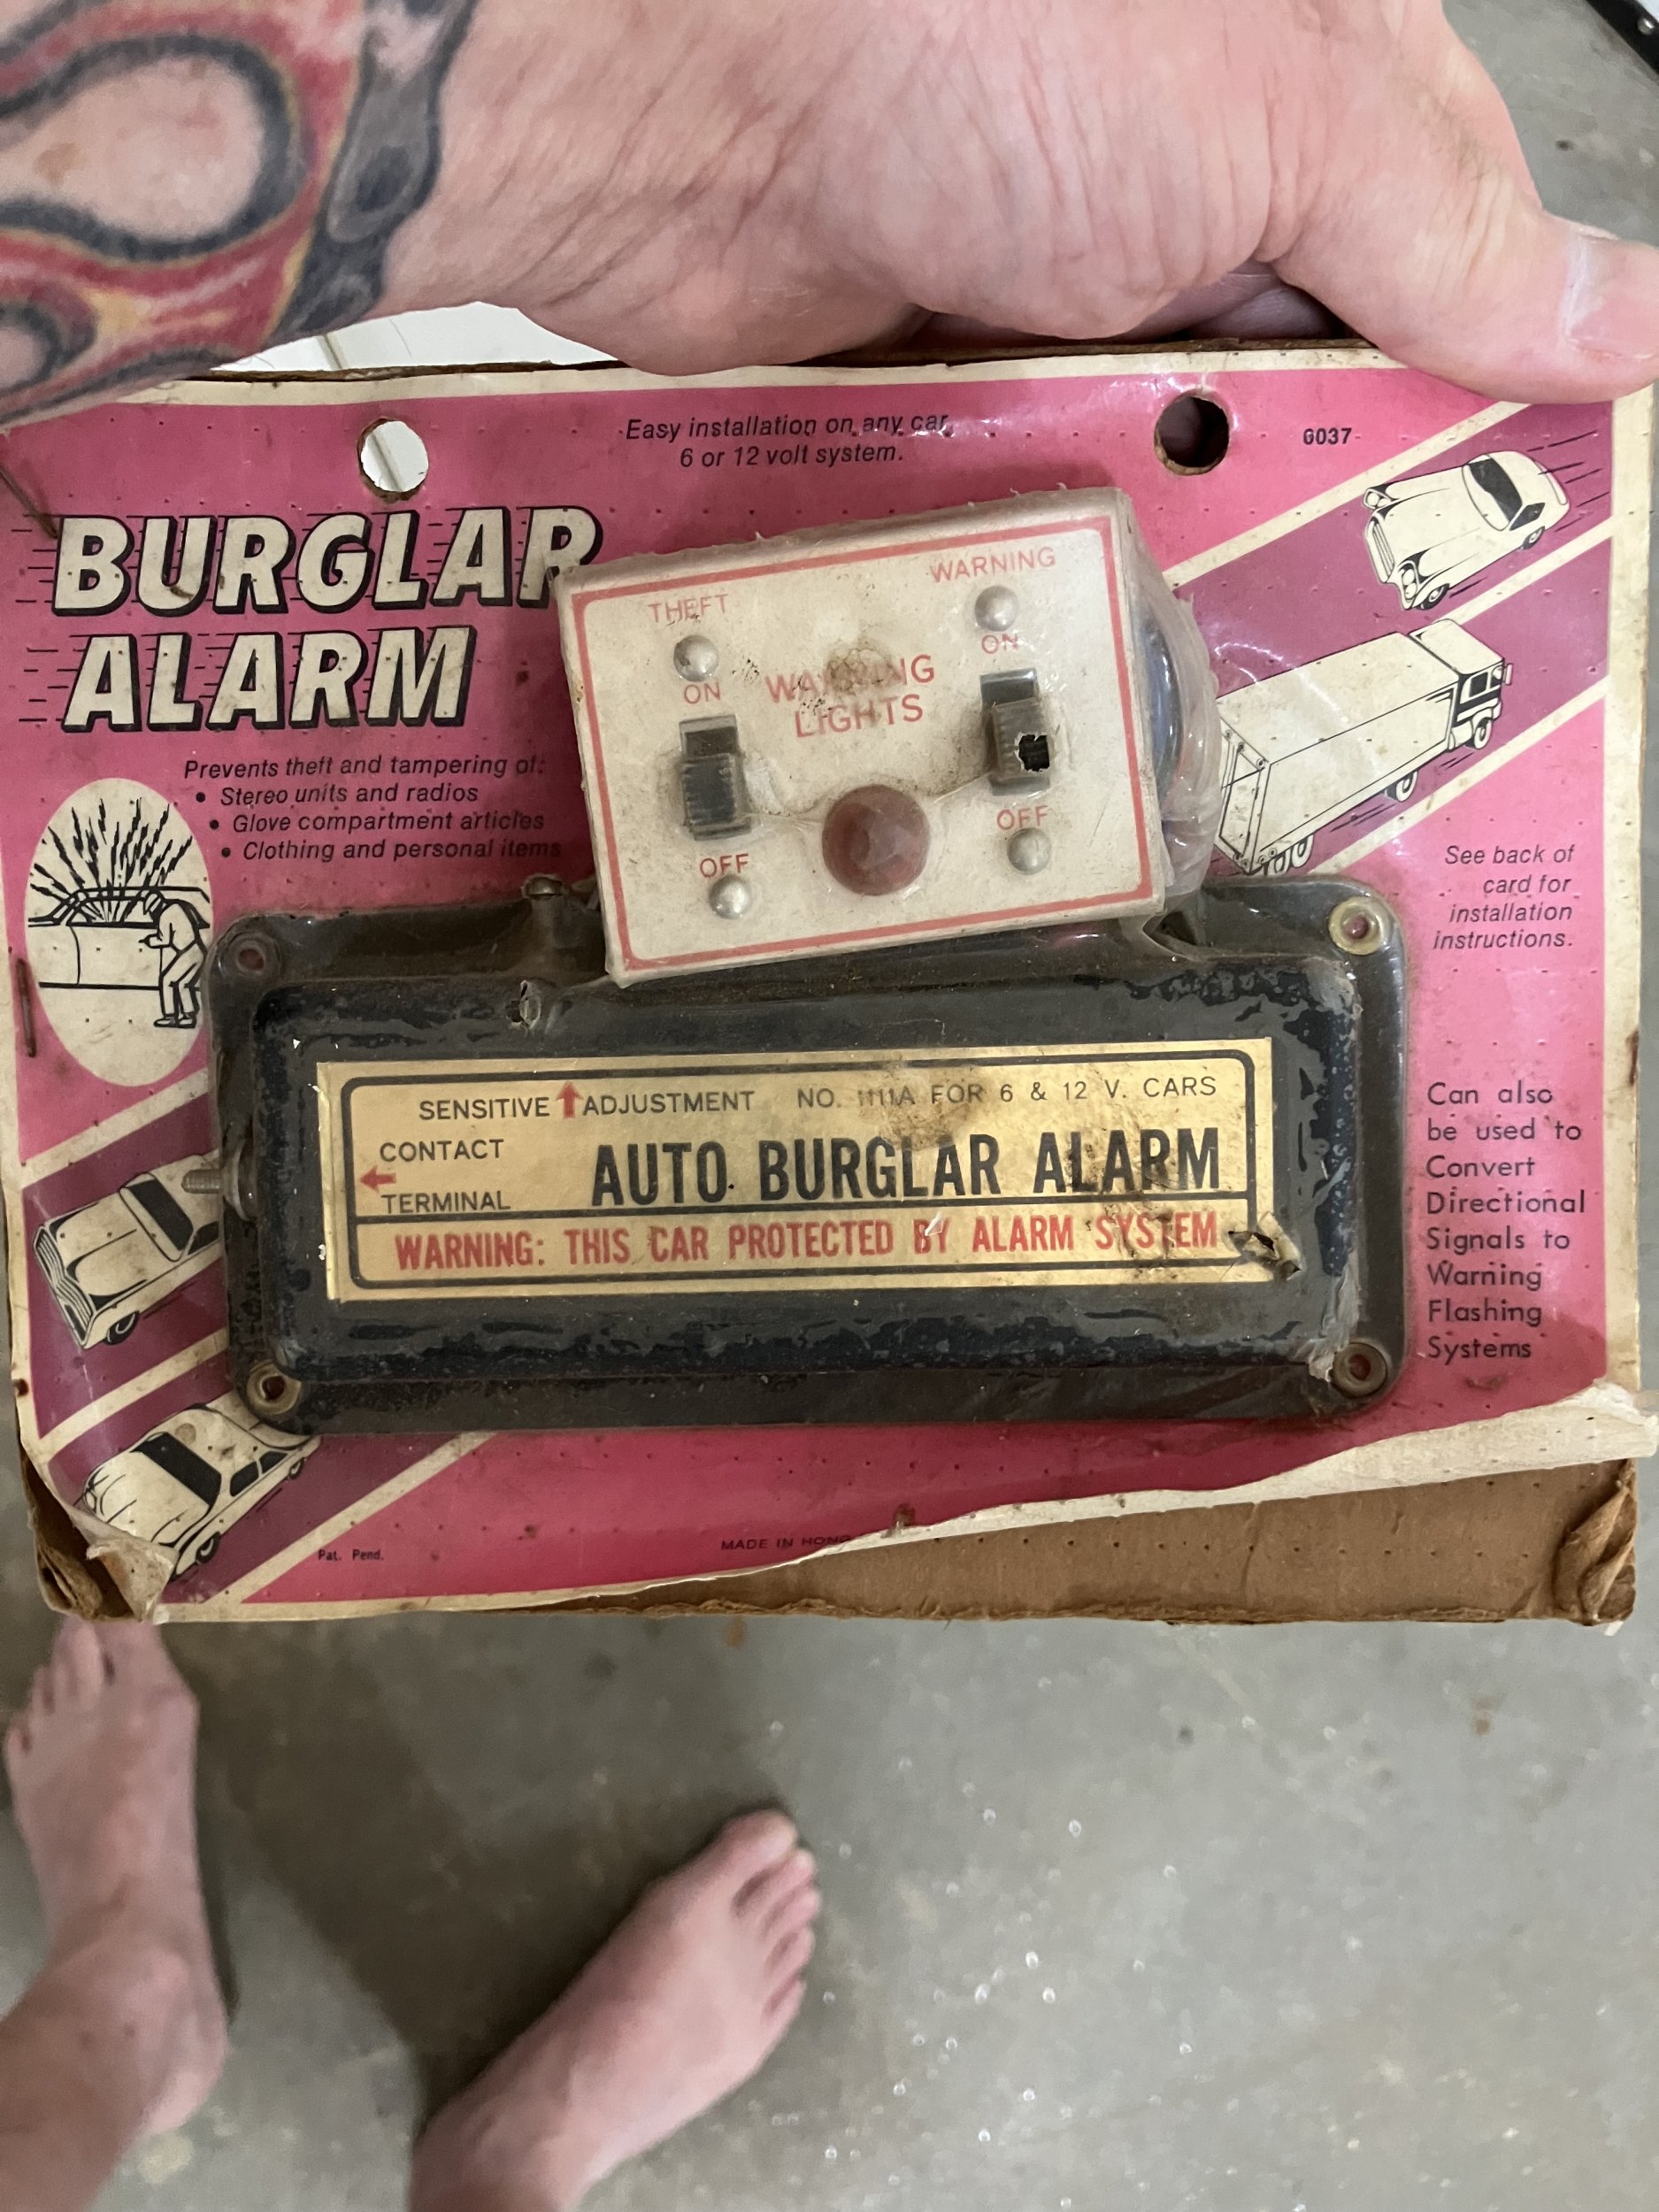 Easy installation on any car
6 or 12 volt system.
6037
BURGLAR
ALARM
Prevents theft and tampering of:
• Stereo units and radios
• Glove compartment articles
• Clothing and personal items
THEFT
ON
OFF
WARNING
LIGHTS
WARNING
ON
OFF
See back of
card for
installation
instructions.
SENSITIVE ADJUSTMENT NO. 1111A FOR 6 & 12 V. CARS
CONTACT
TERMINAL
AUTO BURGLAR ALARM
WARNING: THIS CAR PROTECTED BY ALARM SYSTEM
Can also
be used to
Convert
Directional
Signals to
Warning
Flashing
Systems
Pat. Pend.
MADE IN HONG